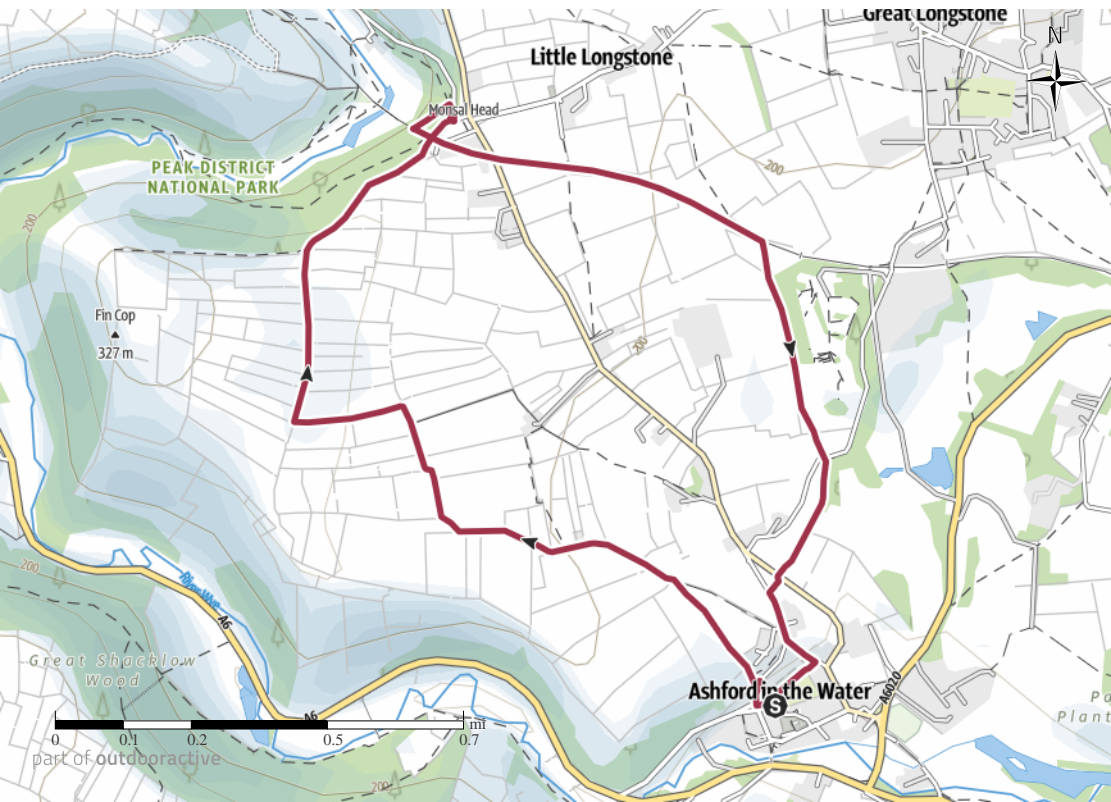 Great Longstone
N
Little Longstone
Monsal Head
PEAK DISTRICT
NATIONAL PARK
200
200
Fin Cop
327 m
200
200
River Wye
A6
Great Shacklow
Wood
Ashford in the Water
S
A6020
A6
mi
0
0.1
0.2
0.5
0.7
part of outdooractive
200